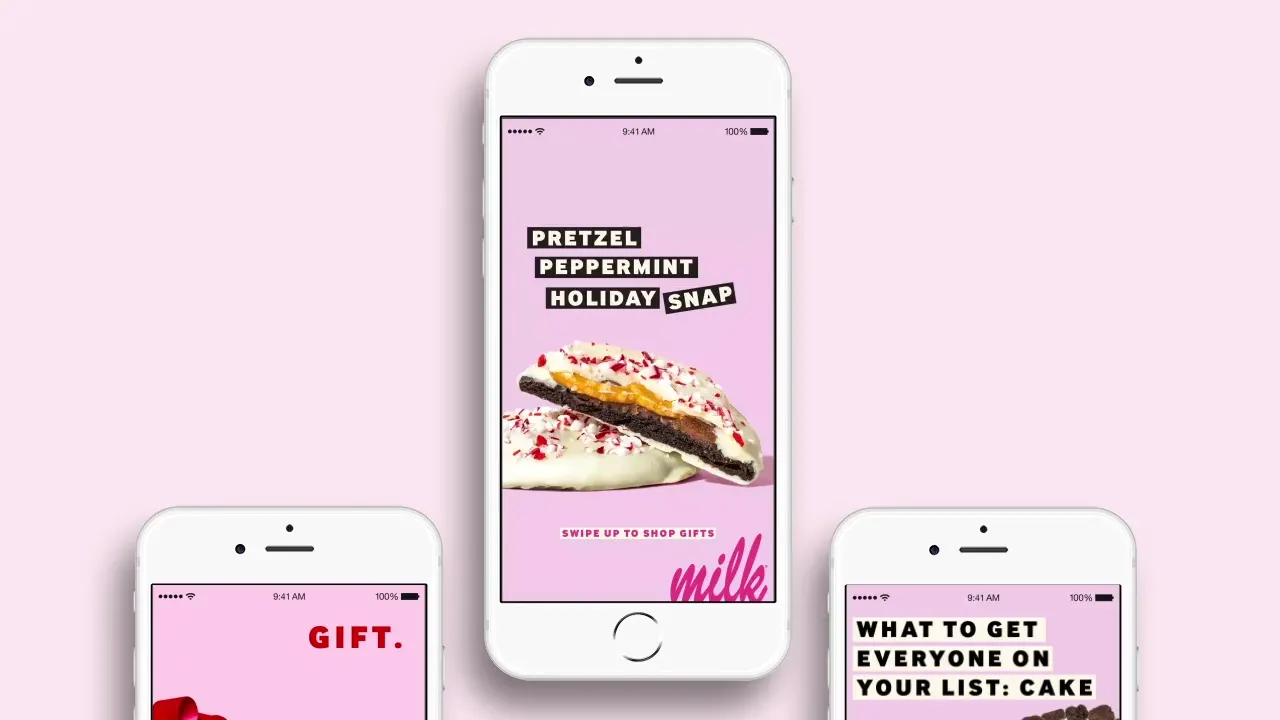 9:41 AM
100%
PRETZEL
PEPPERMINT
HOLIDAY SNAP
SWIPE UP TO SHOP GIFTS
milk
9:41 AM
100%
GIFT.
9:41 AM
100%
WHAT TO GET
EVERYONE ON
YOUR LIST: CAKE